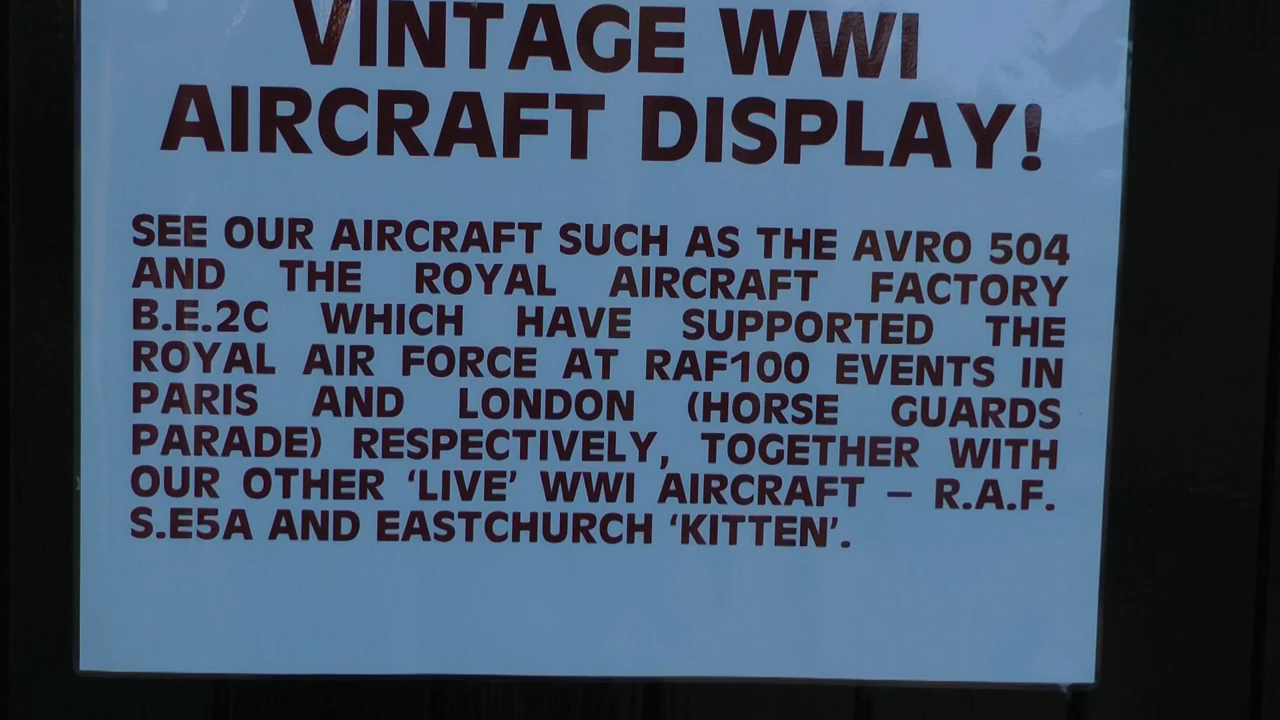 VINTAGE WWI
AIRCRAFT DISPLAY!
SEE OUR AIRCRAFT SUCH AS THE AVRO 504
AND THE ROYAL AIRCRAFT FACTORY
B.E.2C WHICH HAVE SUPPORTED THE
ROYAL AIR FORCE AT RAF100 EVENTS IN
PARIS AND LONDON (HORSE GUARDS
PARADE) RESPECTIVELY, TOGETHER WITH
OUR OTHER ‘LIVE’ WWI AIRCRAFT – R.A.F.
S.E5A AND EASTCHURCH ‘KITTEN’.